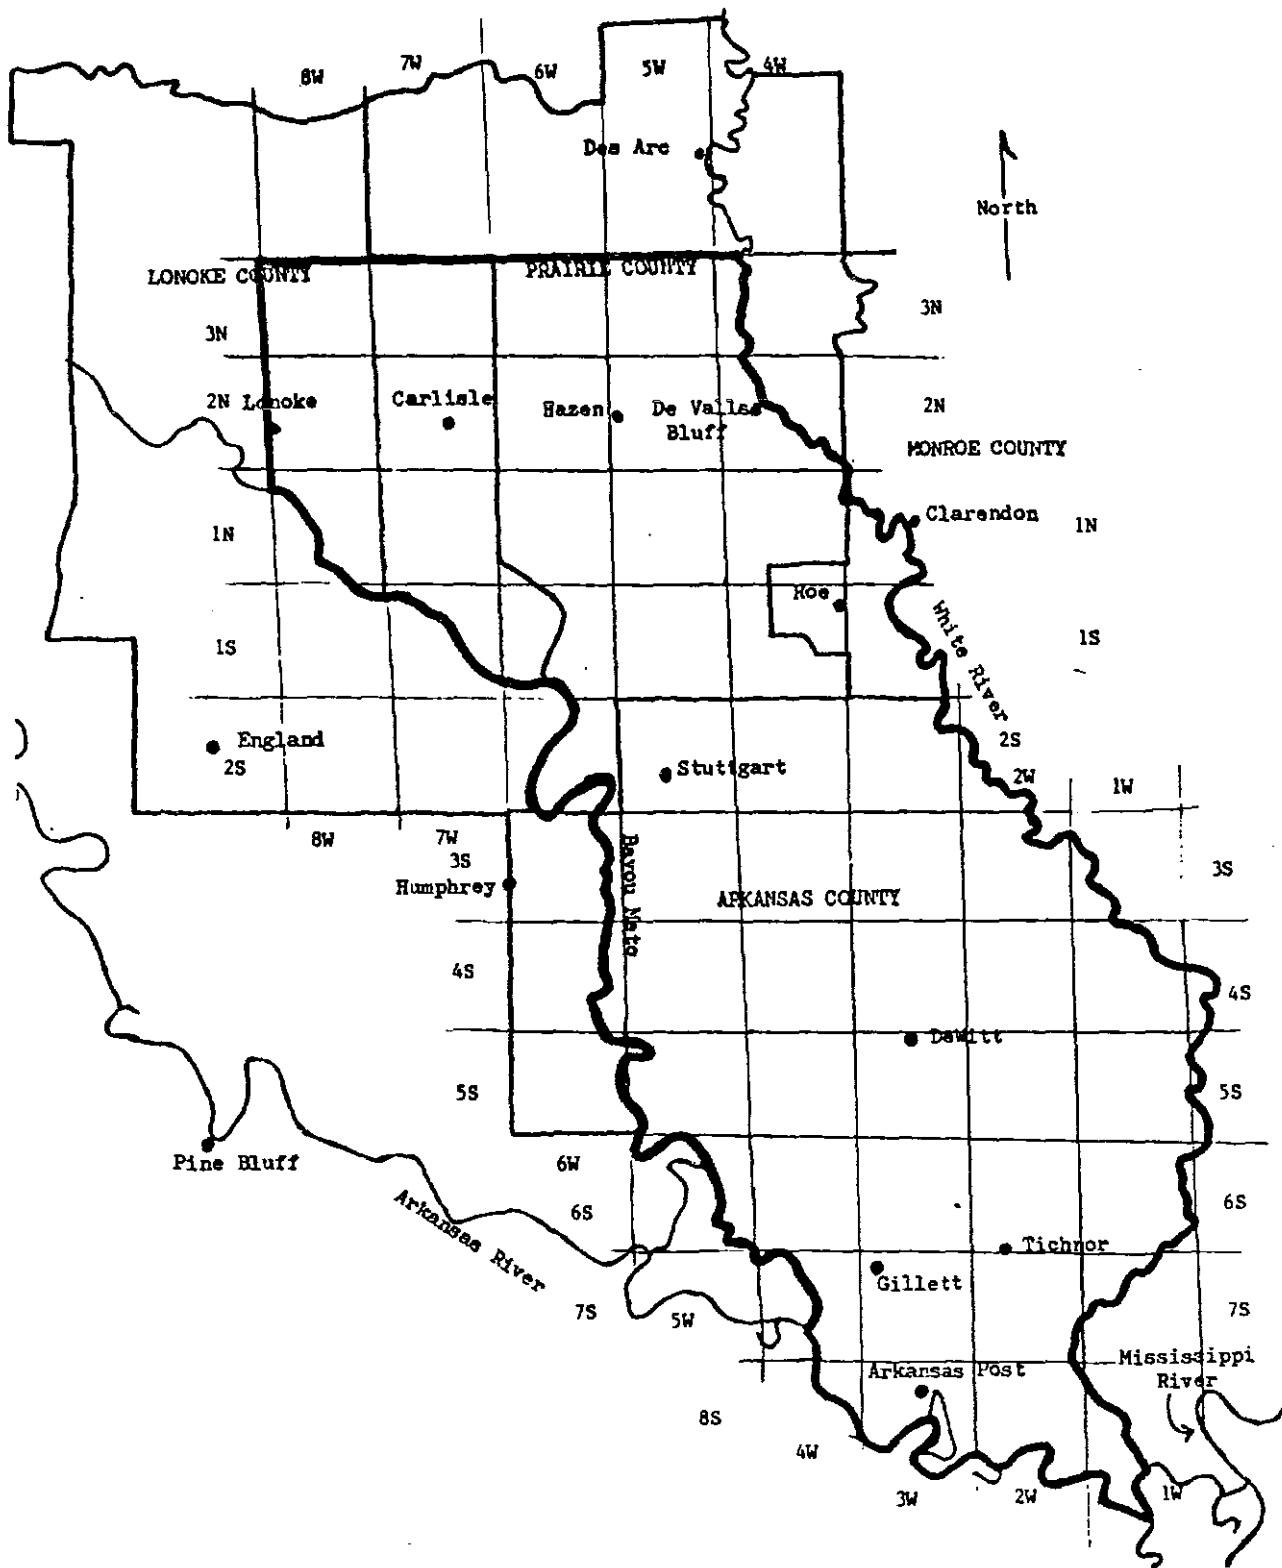 8W
7W
6W
5W
4W
Des Arc
North
LONOKE COUNTY
PRAIRIE COUNTY
3N
3N
2N
Lonoke
Carlisle
Hazen
De Valls
Bluff
2N
MONROE COUNTY
1N
Clarendon
1N
Roe
White River
1S
1S
England
2S
Stuttgart
2S
2W
1W
8W
7W
3S
Humphrey
Bayou Meto
ARKANSAS COUNTY
3S
4S
4S
DeWitt
5S
5S
Pine Bluff
6W
Arkansas River
6S
6S
Tichnor
Gillett
7S
5W
7S
Mississippi
River
Arkansas Post
8S
4W
3W
2W
1W